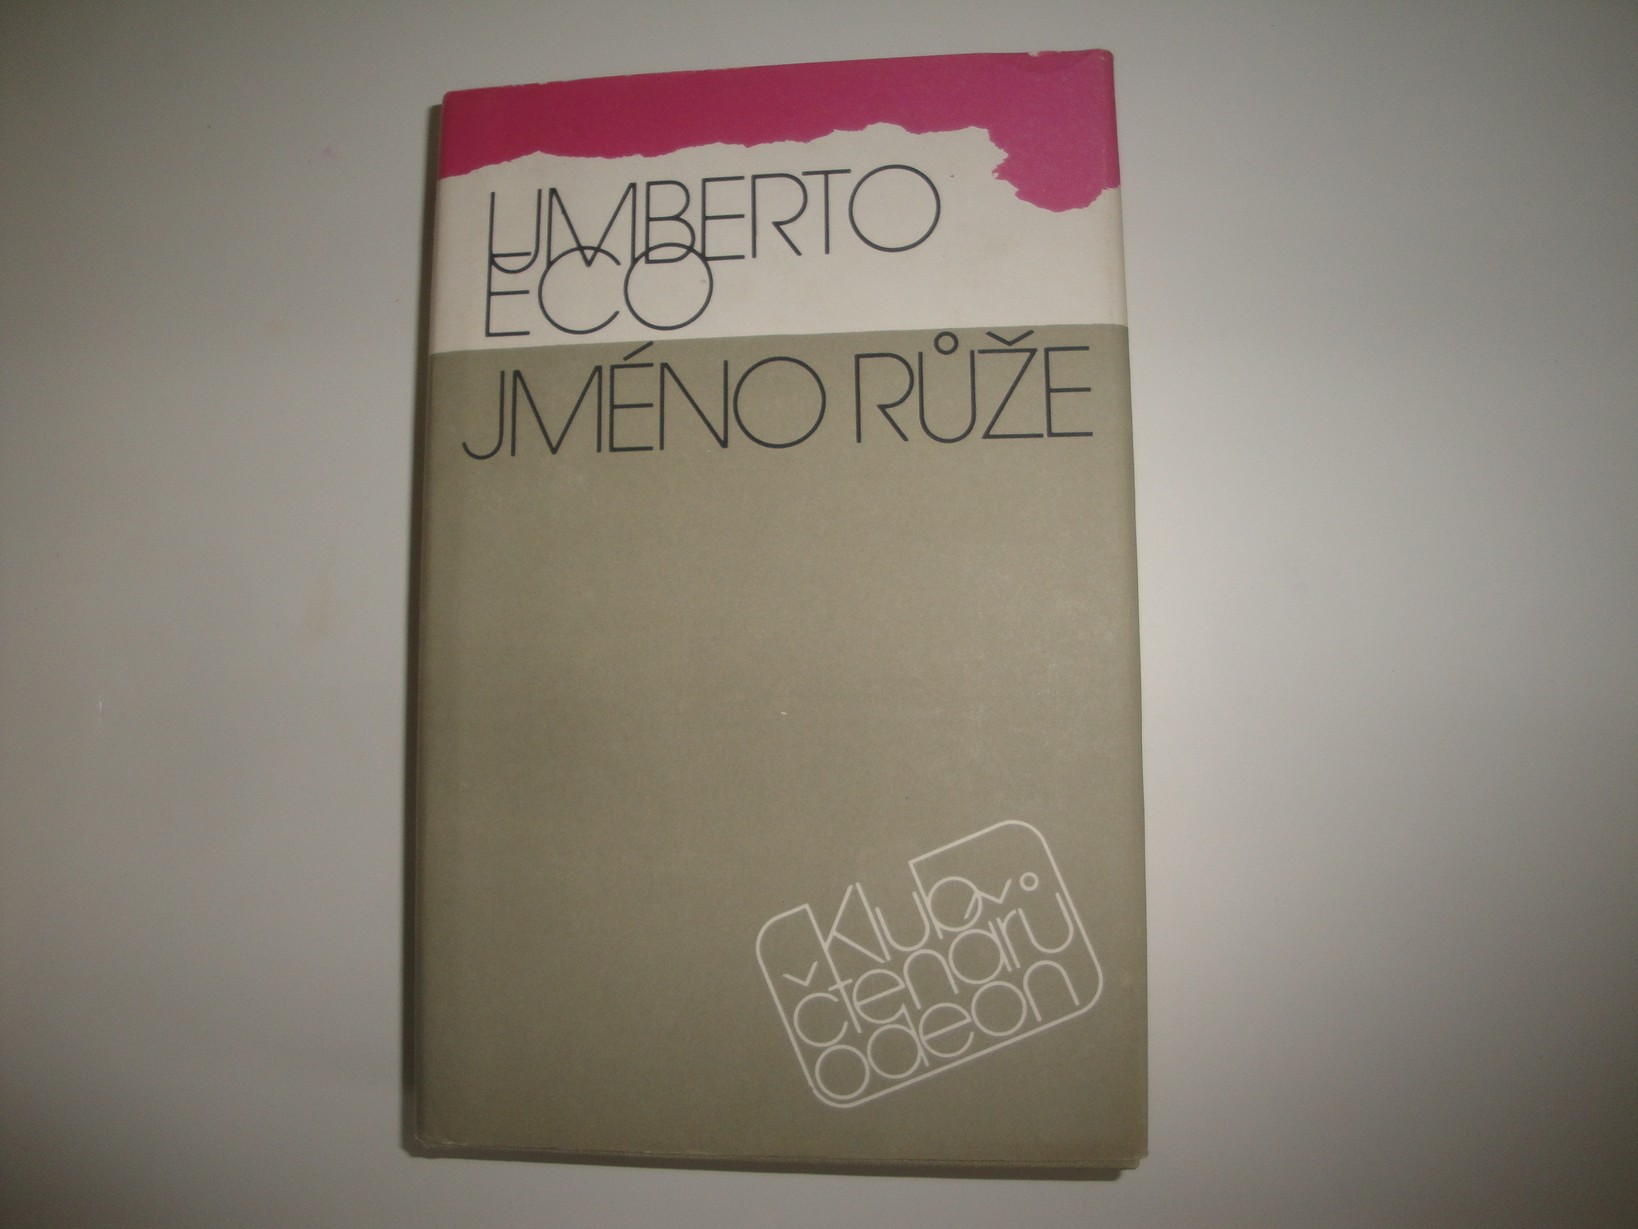 UMBERTO
ECO
JMÉNO RŮŽE
Klub
čtenářů
odeon